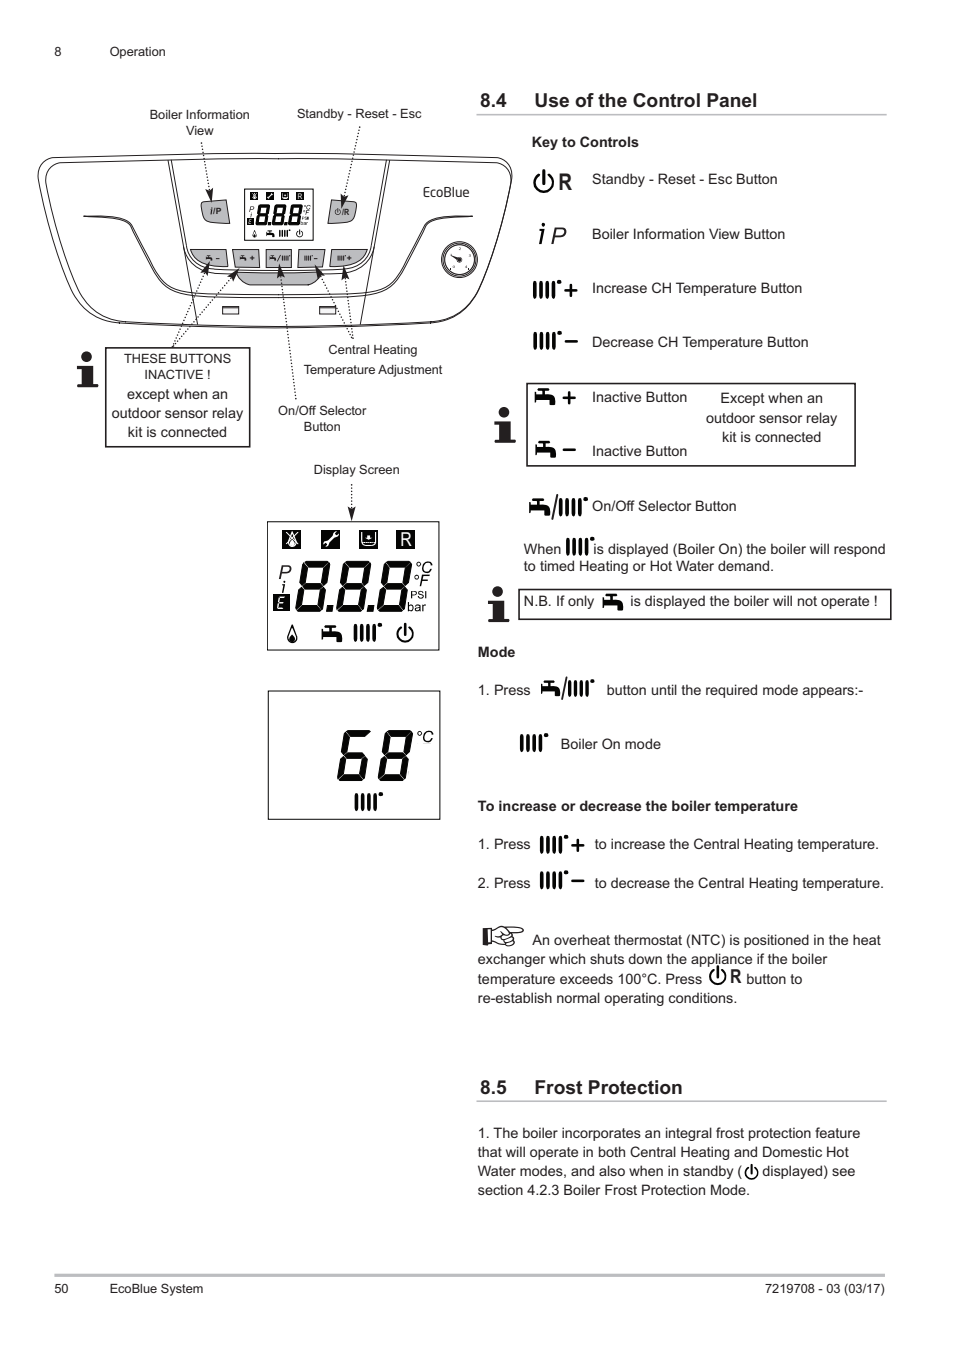 8 Operation
Boiler Information
View
Standby - Reset - Esc
EcoBlue
i/P
R
8.8.8
°C
°F
PSI
bar
P
i
E
/R
THESE BUTTONS
INACTIVE !
except when an
outdoor sensor relay
kit is connected
Central Heating
Temperature Adjustment
On/Off Selector
Button
Display Screen
R
P
i
E
8.8.8
°C
°F
PSI
bar
68 °C
8.4 Use of the Control Panel
Key to Controls
R Standby - Reset - Esc Button
i P Boiler Information View Button
+ Increase CH Temperature Button
– Decrease CH Temperature Button
+ Inactive Button
– Inactive Button
Except when an
outdoor sensor relay
kit is connected
/ On/Off Selector Button
When is displayed (Boiler On) the boiler will respond
to timed Heating or Hot Water demand.
N.B. If only is displayed the boiler will not operate !
Mode
1. Press / button until the required mode appears:-
Boiler On mode
To increase or decrease the boiler temperature
1. Press + to increase the Central Heating temperature.
2. Press – to decrease the Central Heating temperature.
An overheat thermostat (NTC) is positioned in the heat
exchanger which shuts down the appliance if the boiler
temperature exceeds 100°C. Press R button to
re-establish normal operating conditions.
8.5 Frost Protection
1. The boiler incorporates an integral frost protection feature
that will operate in both Central Heating and Domestic Hot
Water modes, and also when in standby ( displayed) see
section 4.2.3 Boiler Frost Protection Mode.
50 EcoBlue System
7219708 - 03 (03/17)